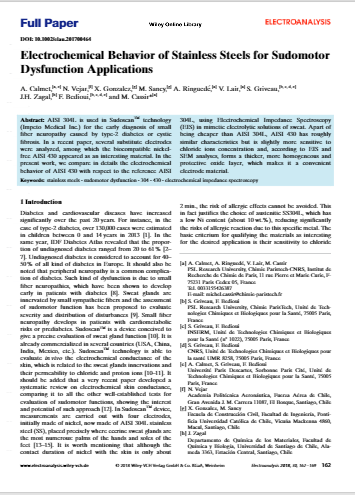 Full Paper
Wiley Online Library
ELECTROANALYSIS
DOI: 10.1002/elan.201700464
Electrochemical Behavior of Stainless Steels for Sudomotor
Dysfunction Applications
A. Calmet,[a, e] N. Vejar,[f] X. Gonzalez,[g] M. Sancy,[g] A. Ringuedé,[a] V. Lair,[a] S. Griveau,[b, c, d, e]
J.H. Zagal,[h] F. Bedioui,[b, c, d, e] and M. Cassir*[a]
Abstract: AISI 304L is used in Sudoscan™ technology
(Impeto Medical Inc.) for the early diagnosis of small
fiber neuropathy caused by type-2 diabetes or cystic
fibrosis. In a recent paper, several substitute electrodes
were analyzed, among which the biocompatible nickel-
free AISI 430 appeared as an interesting material. In the
present work, we compare in details the electrochemical
behavior of AISI 430 with respect to the reference AISI
304L, using Electrochemical Impedance Spectroscopy
(EIS) in mimetic electrolytic solutions of sweat. Apart of
being cheaper than AISI 304L, AISI 430 has roughly
similar characteristics but is slightly more sensitive to
chloride ions concentration and, according to EIS and
SEM analyses, forms a thicker, more homogeneous and
protective oxide layer, which makes it a convenient
electrode material.
Keywords: stainless steels · sudomotor dysfunction · 304 · 430 · electrochemical impedance spectroscopy
1 Introduction
Diabetes and cardiovascular diseases have increased
significantly over the past 20 years. For instance, in the
case of type-2 diabetes, over 130,000 cases were estimated
in children between 0 and 14 years in 2013 [1]. In the
same year, IDF Diabetes Atlas revealed that the propor-
tion of undiagnosed diabetes ranged from 20 to 61% [2–
7]. Undiagnosed diabetes is considered to account for 40–
50% of all kind of diabetes in Europe. It should also be
noted that peripheral neuropathy is a common complica-
tion of diabetes. Such kind of dysfunction is due to small
fiber neuropathies, which have been shown to develop
early in patients with diabetes [8]. Sweat glands are
innervated by small sympathetic fibers and the assessment
of sudomotor function has been proposed to evaluate
severity and distribution of disturbances [9]. Small fiber
neuropathy develops in patients with cardiometabolic
risks or prediabetes. Sudoscan™ is a device conceived to
give a precise evaluation of sweat gland function [10]. It is
already commercialized in several countries (USA, China,
India, Mexico, etc.). Sudoscan™ technology is able to
evaluate in vivo the electrochemical conductance of the
skin, which is related to the sweat glands innervations and
their permeability to chloride and protein ions [10–11]. It
should be added that a very recent paper developed a
systematic review on electrochemical skin conductance,
comparing it to all the other well-established tests for
evaluation of sudomotor functions, showing the interest
and potential of such approach [12]. In Sudoscan™ device,
measurements are carried out with four electrodes,
initially made of nickel, now made of AISI 304L stainless
steel (SS), placed precisely where eccrine sweat glands are
the most numerous: palms of the hands and soles of the
feet [13–15]. It is worth mentioning that although the
contact duration of nickel with the skin is only about
2 min., the risk of allergic effects cannot be avoided. This
in fact justifies the choice of austenitic SS304L, which has
a low Ni content (about 10 wt.%), reducing significantly
the risks of allergic reaction due to this specific metal. The
basic criterium for qualifying the materials as interesting
for the desired application is their sensitivity to chloride
[a] A. Calmet, A. Ringuedé, V. Lair, M. Cassir
PSL Research University, Chimie Paristech-CNRS, Institut de
Recherche de Chimie de Paris, 11 rue Pierre et Marie Curie, F-
75231 Paris Cedex 05, France
Tel. 0033155426387
E-mail: michel.cassir@chimie-paristech.fr
[b] S. Griveau, F. Bedioui
PSL Research University, Chimie ParisTech, Unité de Tech-
nologies Chimiques et Biologiques pour la Santé, 75005 Paris,
France
[c] S. Griveau, F. Bedioui
INSERM, Unité de Technologies Chimiques et Biologiques
pour la Santé (n° 1022), 75005 Paris, France
[d] S. Griveau, F. Bedioui
CNRS, Unité de Technologies Chimiques et Biologiques pour
la Santé UMR 8258, 75005 Paris, France
[e] A. Calmet, S. Griveau, F. Bedioui
Université Paris Descartes, Sorbonne Paris Cité, Unité de
Technologies Chimiques et Biologiques pour la Santé, 75005
Paris, France
[f] N. Vejar
Academia Politécnica Aeronáutica, Fuerza Aérea de Chile,
Gran Avenida J. M. Carrera 11087, El Bosque, Santiago, Chile
[g] X. Gonzalez, M. Sancy
Escuela de Construcción Civil, Facultad de Ingeniería, Ponti-
ficia Universidad Católica de Chile, Vicuña Mackenna 4860,
Macul, Santiago, Chile
[h] J. Zagal
Departamento de Química de los Materiales, Facultad de
Química y Biología, Universidad de Santiago de Chile, Ala-
meda 3363, Estación Central, Santiago, Chile
www.electroanalysis.wiley-vch.de
© 2018 Wiley-VCH Verlag GmbH & Co. KGaA, Weinheim
Electroanalysis 2018, 30, 162–169
162